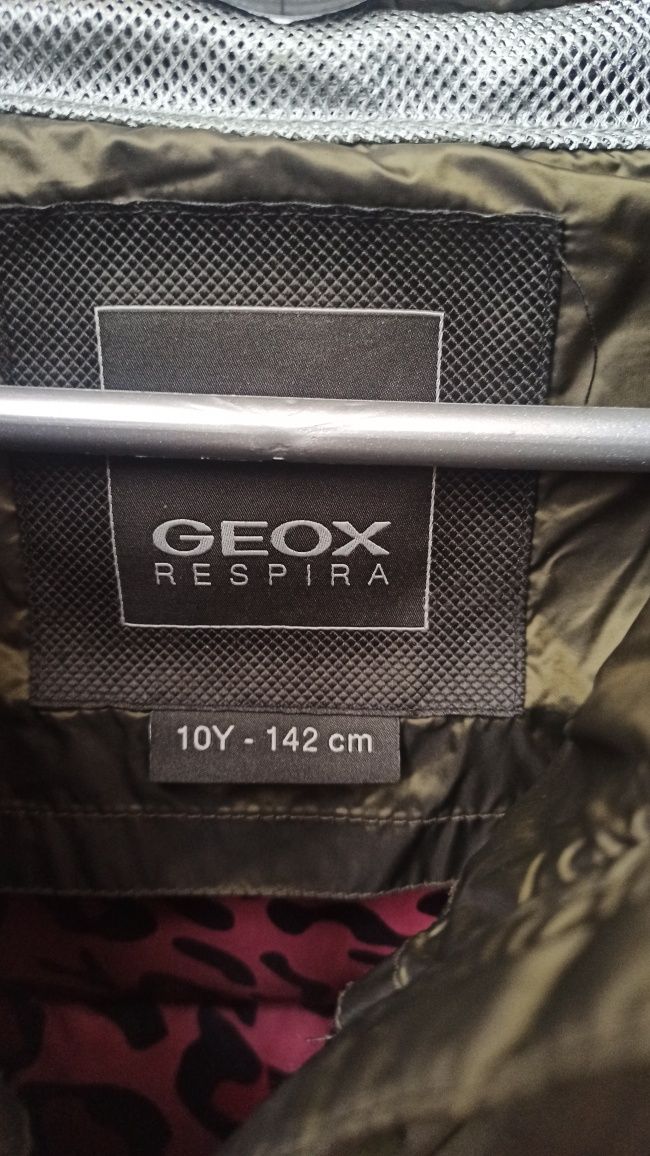 GEOX
RESPIRA
10Y - 142 cm